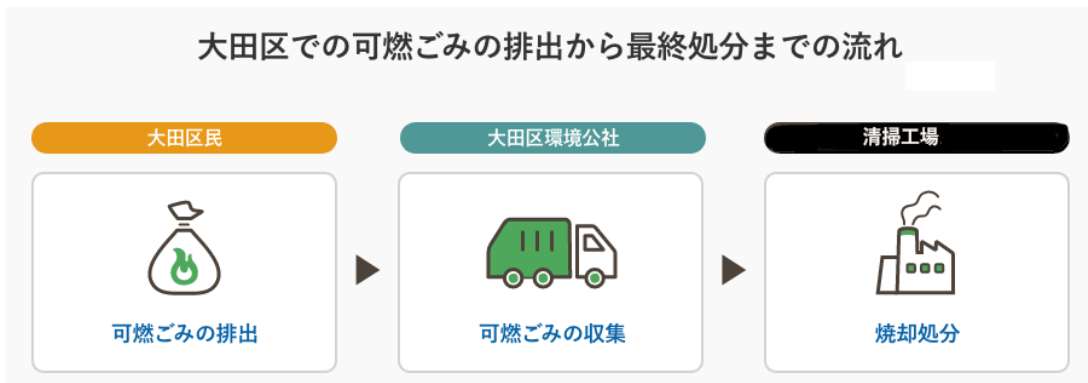 大田区での可燃ごみの排出から最終処分までの流れ
大田区民
大田区環境公社
清掃工場
可燃ごみの排出
可燃ごみの収集
焼却処分